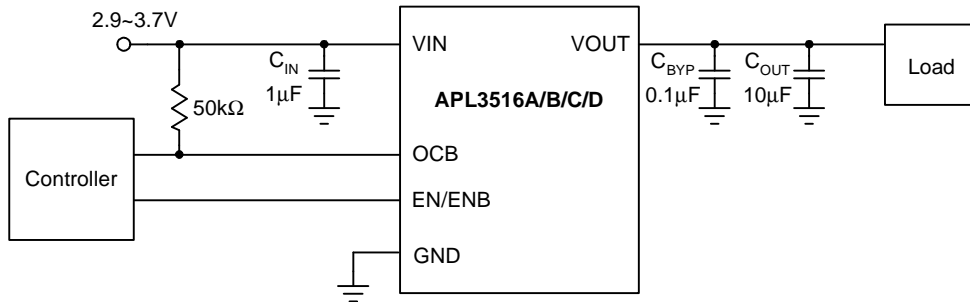 2.9~3.7V
VIN
VOUT
C_IN
1μF
C_BYP
0.1μF
C_OUT
10μF
Load
50kΩ
APL3516A/B/C/D
OCB
Controller
EN/ENB
GND